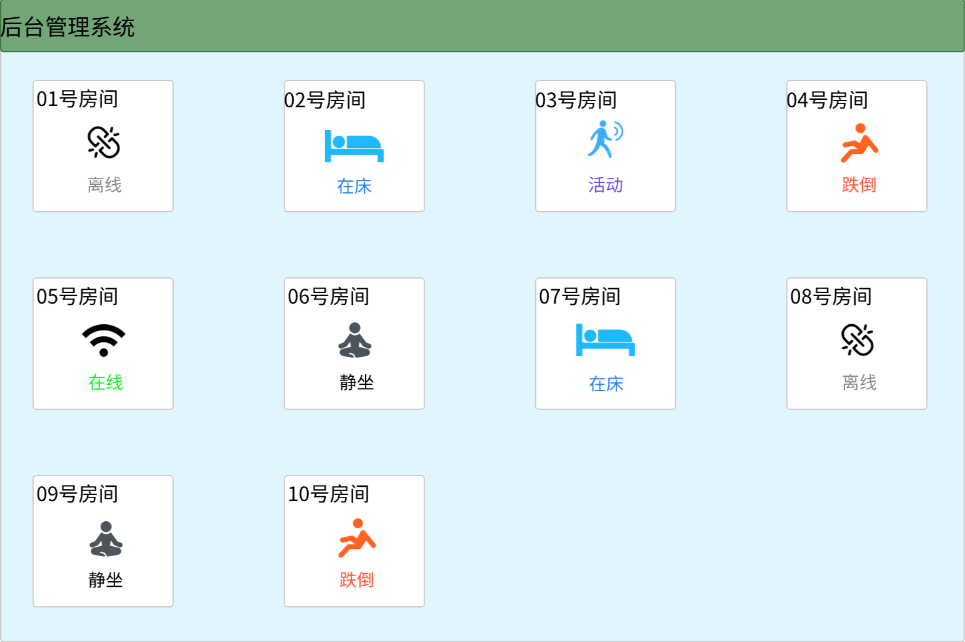 后台管理系统
01号房间
离线
02号房间
在床
03号房间
活动
04号房间
跌倒
05号房间
在线
06号房间
静坐
07号房间
在床
08号房间
离线
09号房间
静坐
10号房间
跌倒